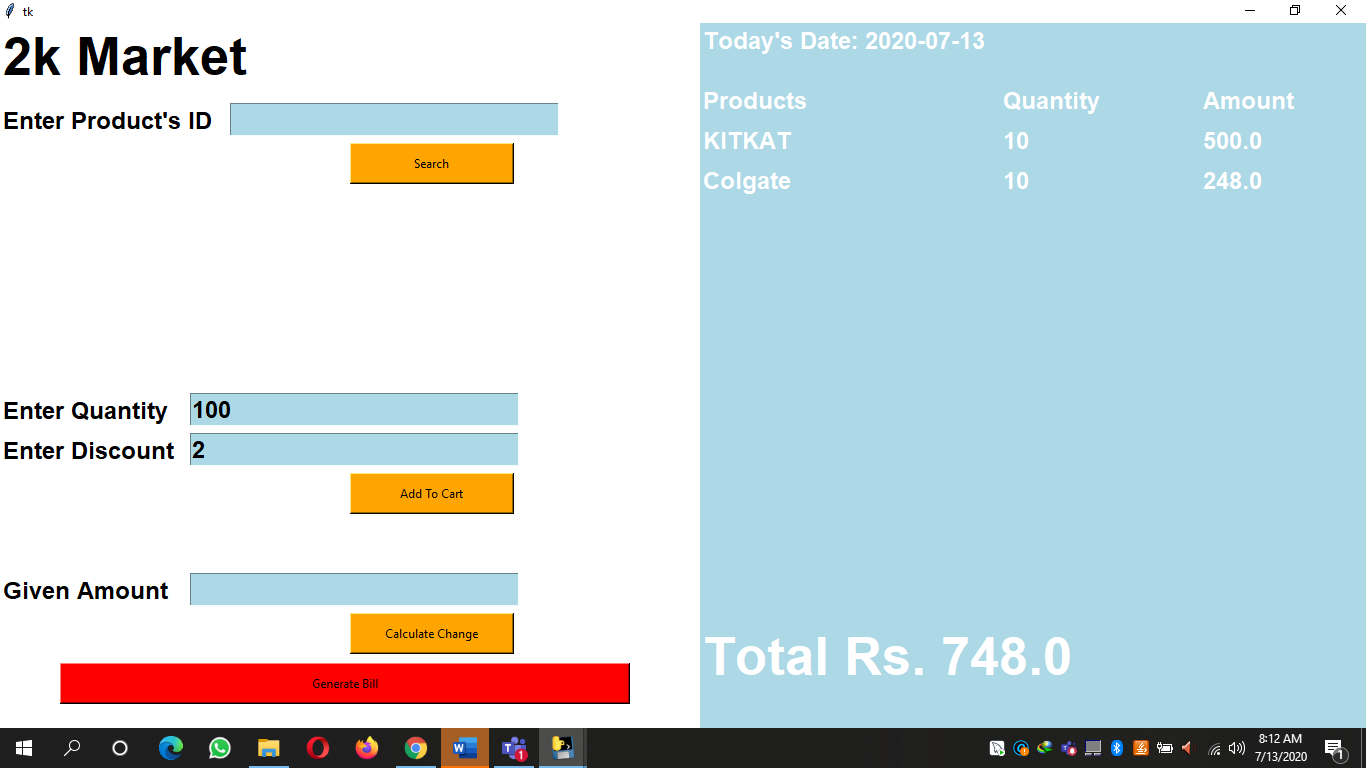 tk
2k Market
Enter Product's ID
Search
Enter Quantity 100
Enter Discount 2
Add To Cart
Given Amount
Calculate Change
Generate Bill
Today's Date: 2020-07-13
Products Quantity Amount
KITKAT 10 500.0
Colgate 10 248.0
Total Rs. 748.0
8:12 AM
7/13/2020
1
1